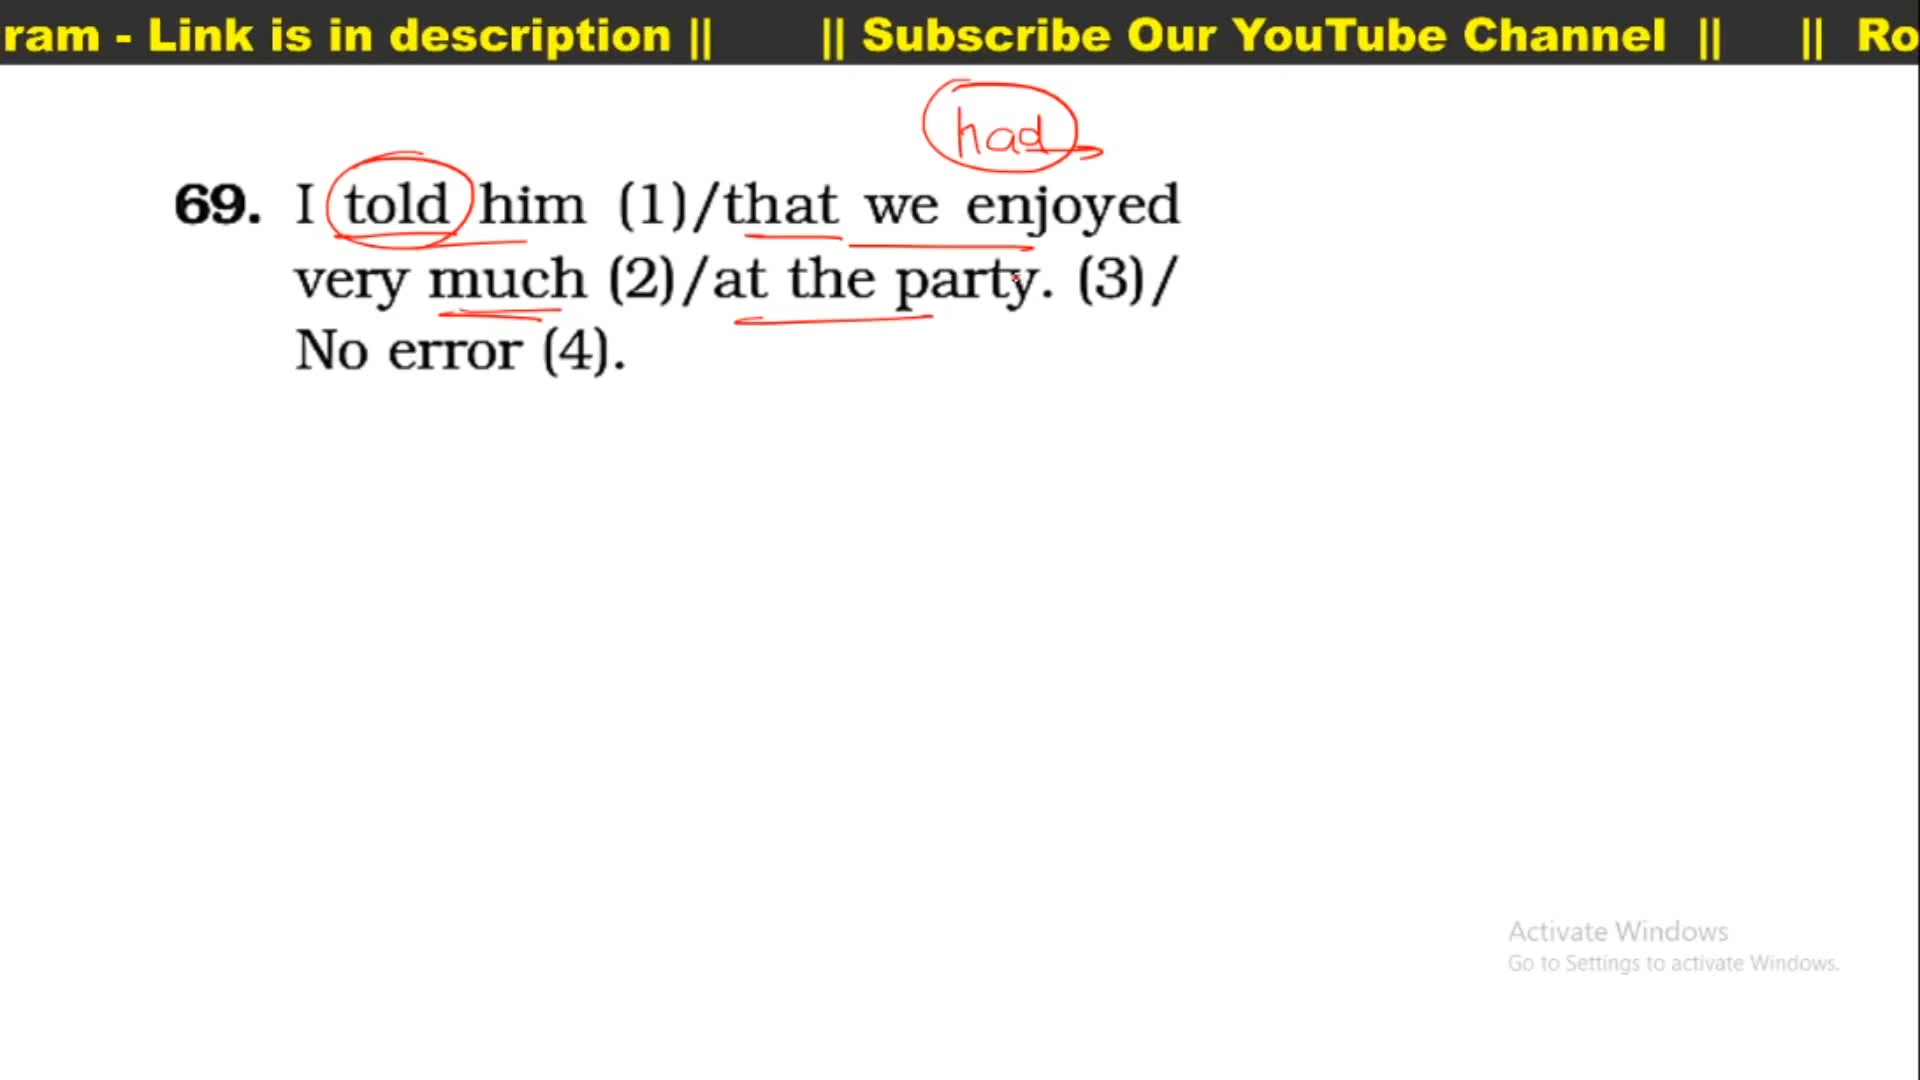 ram - Link is in description || || Subscribe Our YouTube Channel || || Ro
had
69. I told him (1)/that we enjoyed
very much (2)/at the party. (3)/
No error (4).
Activate Windows
Go to Settings to activate Windows.